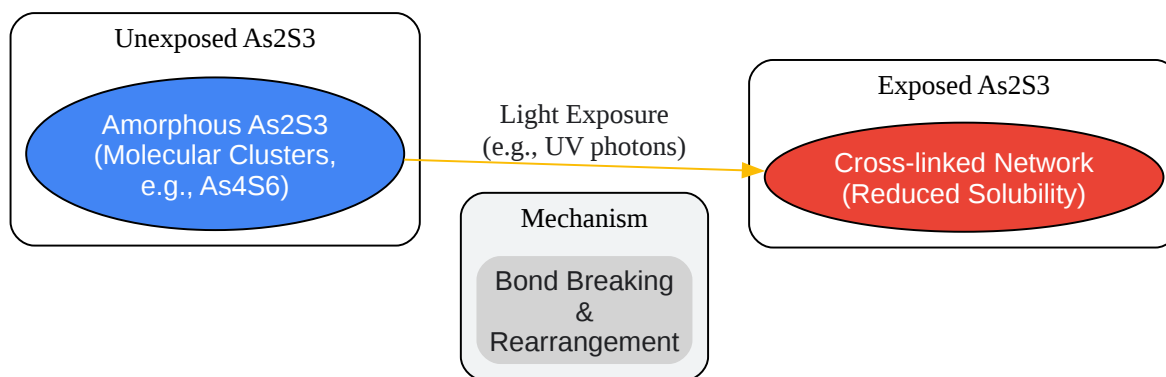 Unexposed As2S3
Amorphous As2S3
(Molecular Clusters,
e.g., As4S6)
Light Exposure
(e.g., UV photons)
Mechanism
Bond Breaking
&
Rearrangement
Exposed As2S3
Cross-linked Network
(Reduced Solubility)